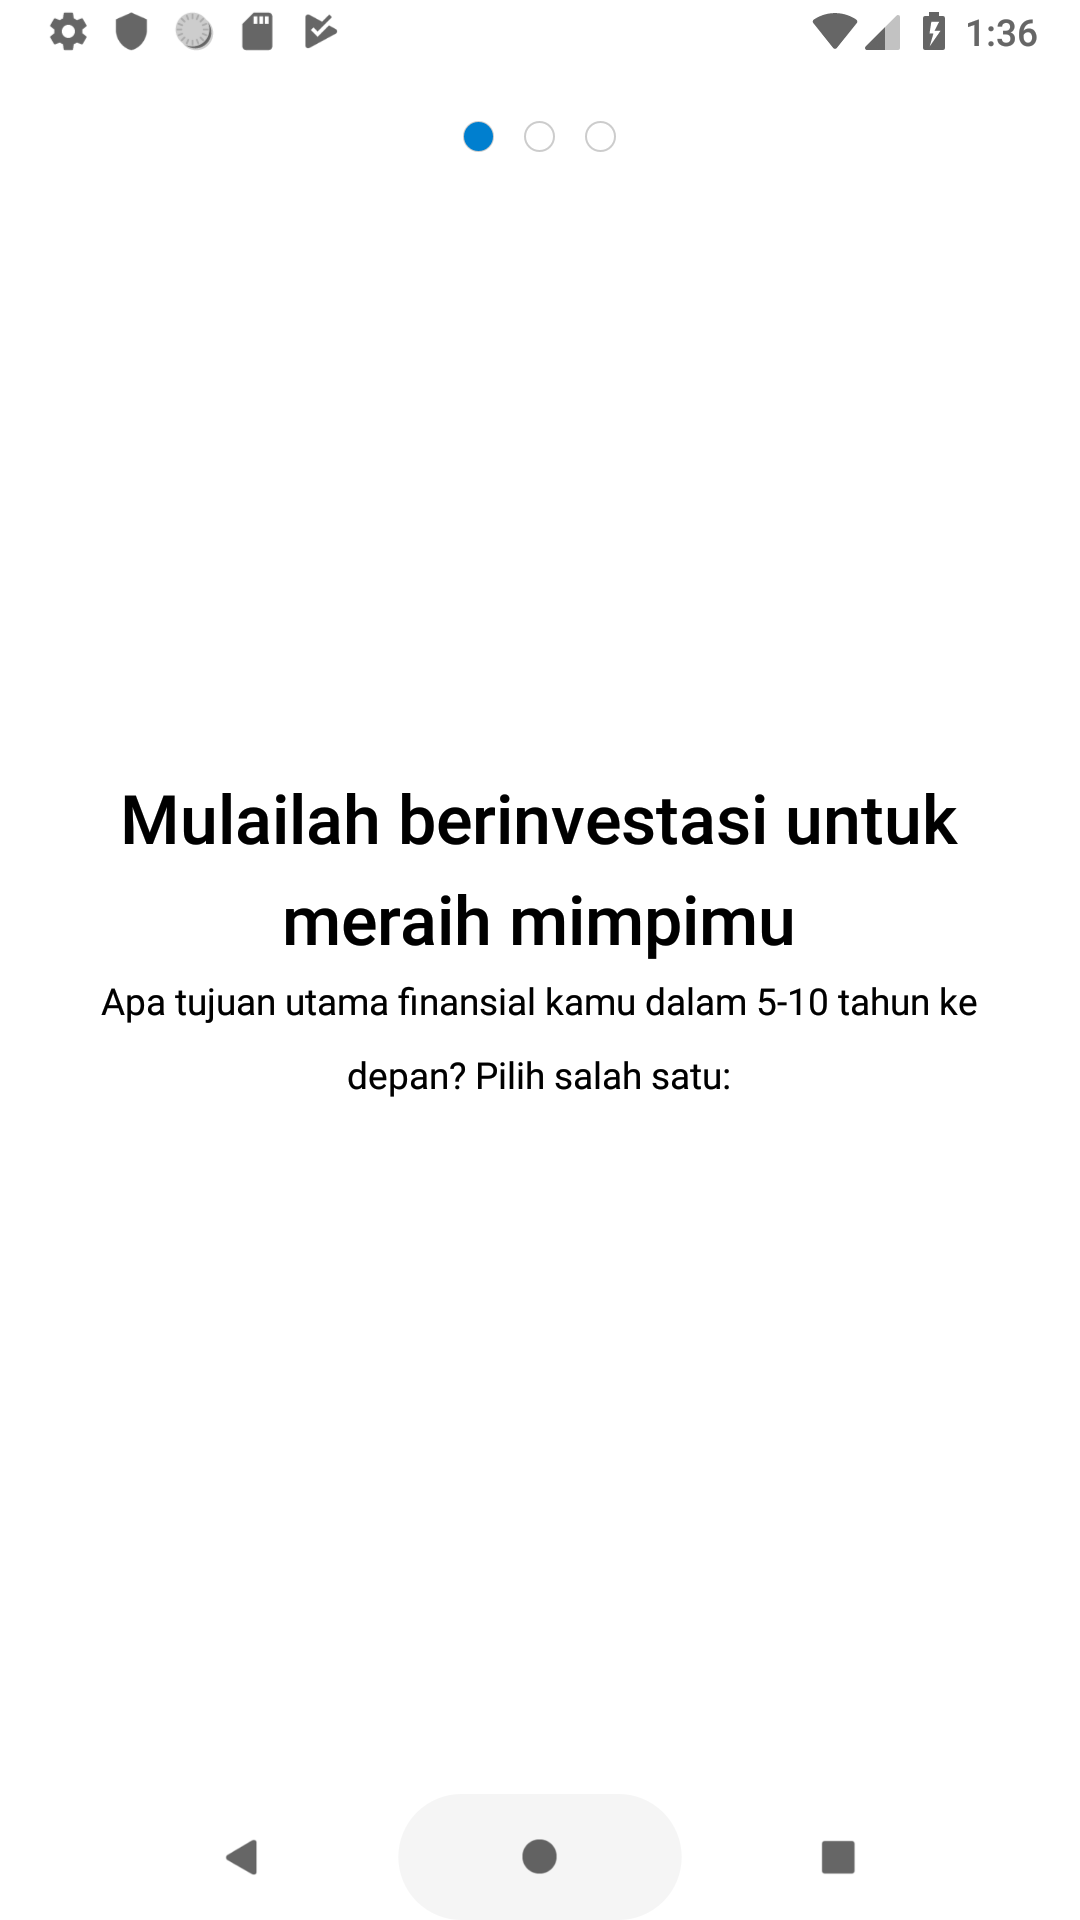 1:36
Mulailah berinvestasi untuk
meraih mimpimu
Apa tujuan utama finansial kamu dalam 5-10 tahun ke
depan? Pilih salah satu: